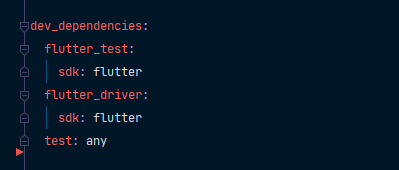 dev_dependencies:
  flutter_test:
    sdk: flutter
  flutter_driver:
    sdk: flutter
  test: any